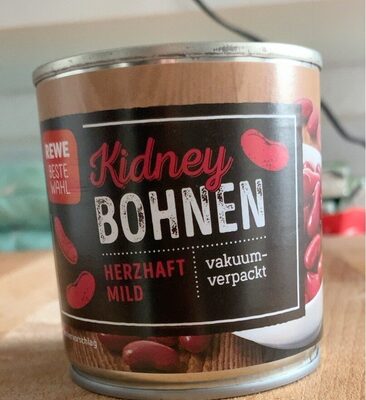 REWE
BESTE
WAHL
Kidney
BOHNEN
HERZHAFT
MILD
vakuum-
verpackt